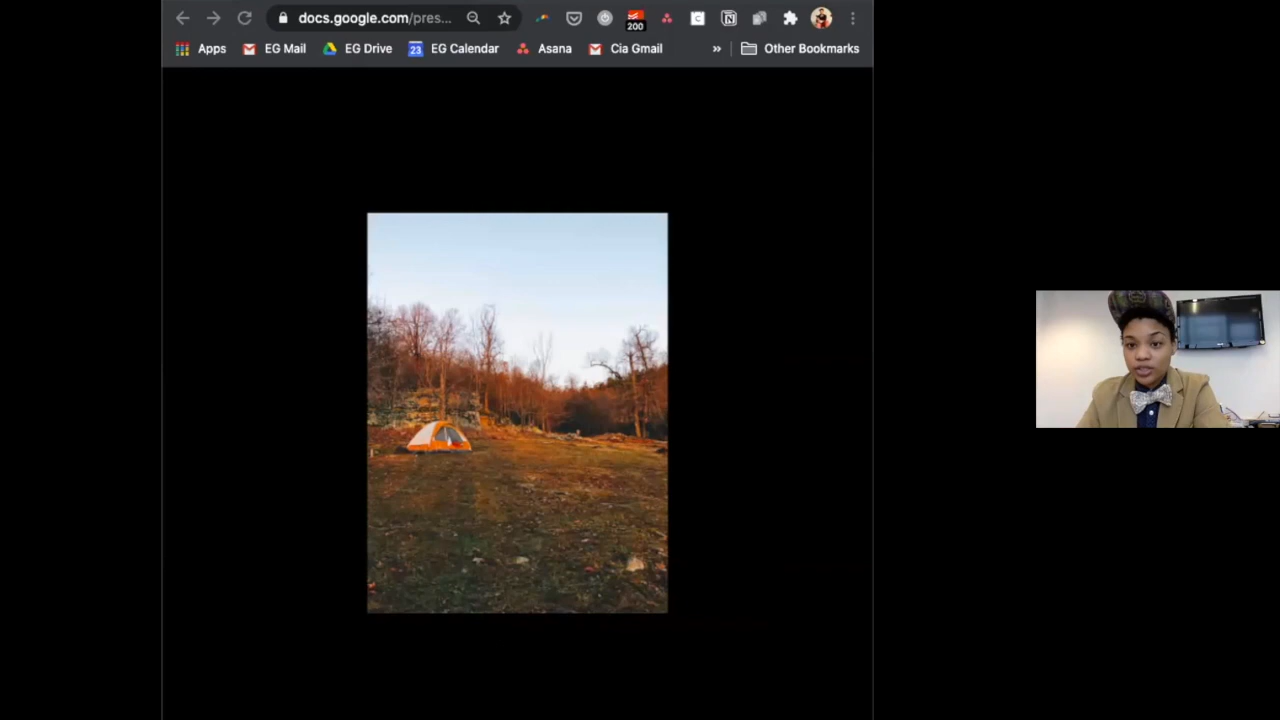 docs.google.com/pres...
200
Apps EG Mail EG Drive 23 EG Calendar Asana Cia Gmail » Other Bookmarks